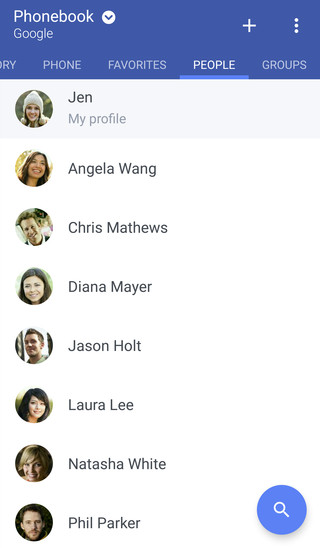 Phonebook
Google
ORY PHONE FAVORITES PEOPLE GROUPS
Jen
My profile
Angela Wang
Chris Mathews
Diana Mayer
Jason Holt
Laura Lee
Natasha White
Phil Parker